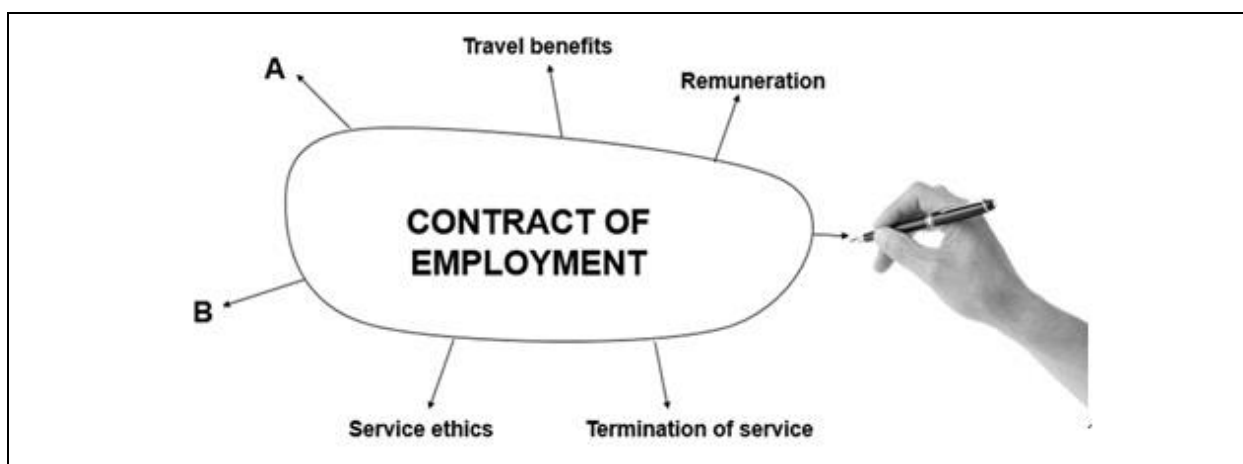 A
Travel benefits
Remuneration
CONTRACT OF
EMPLOYMENT
B
Service ethics
Termination of service